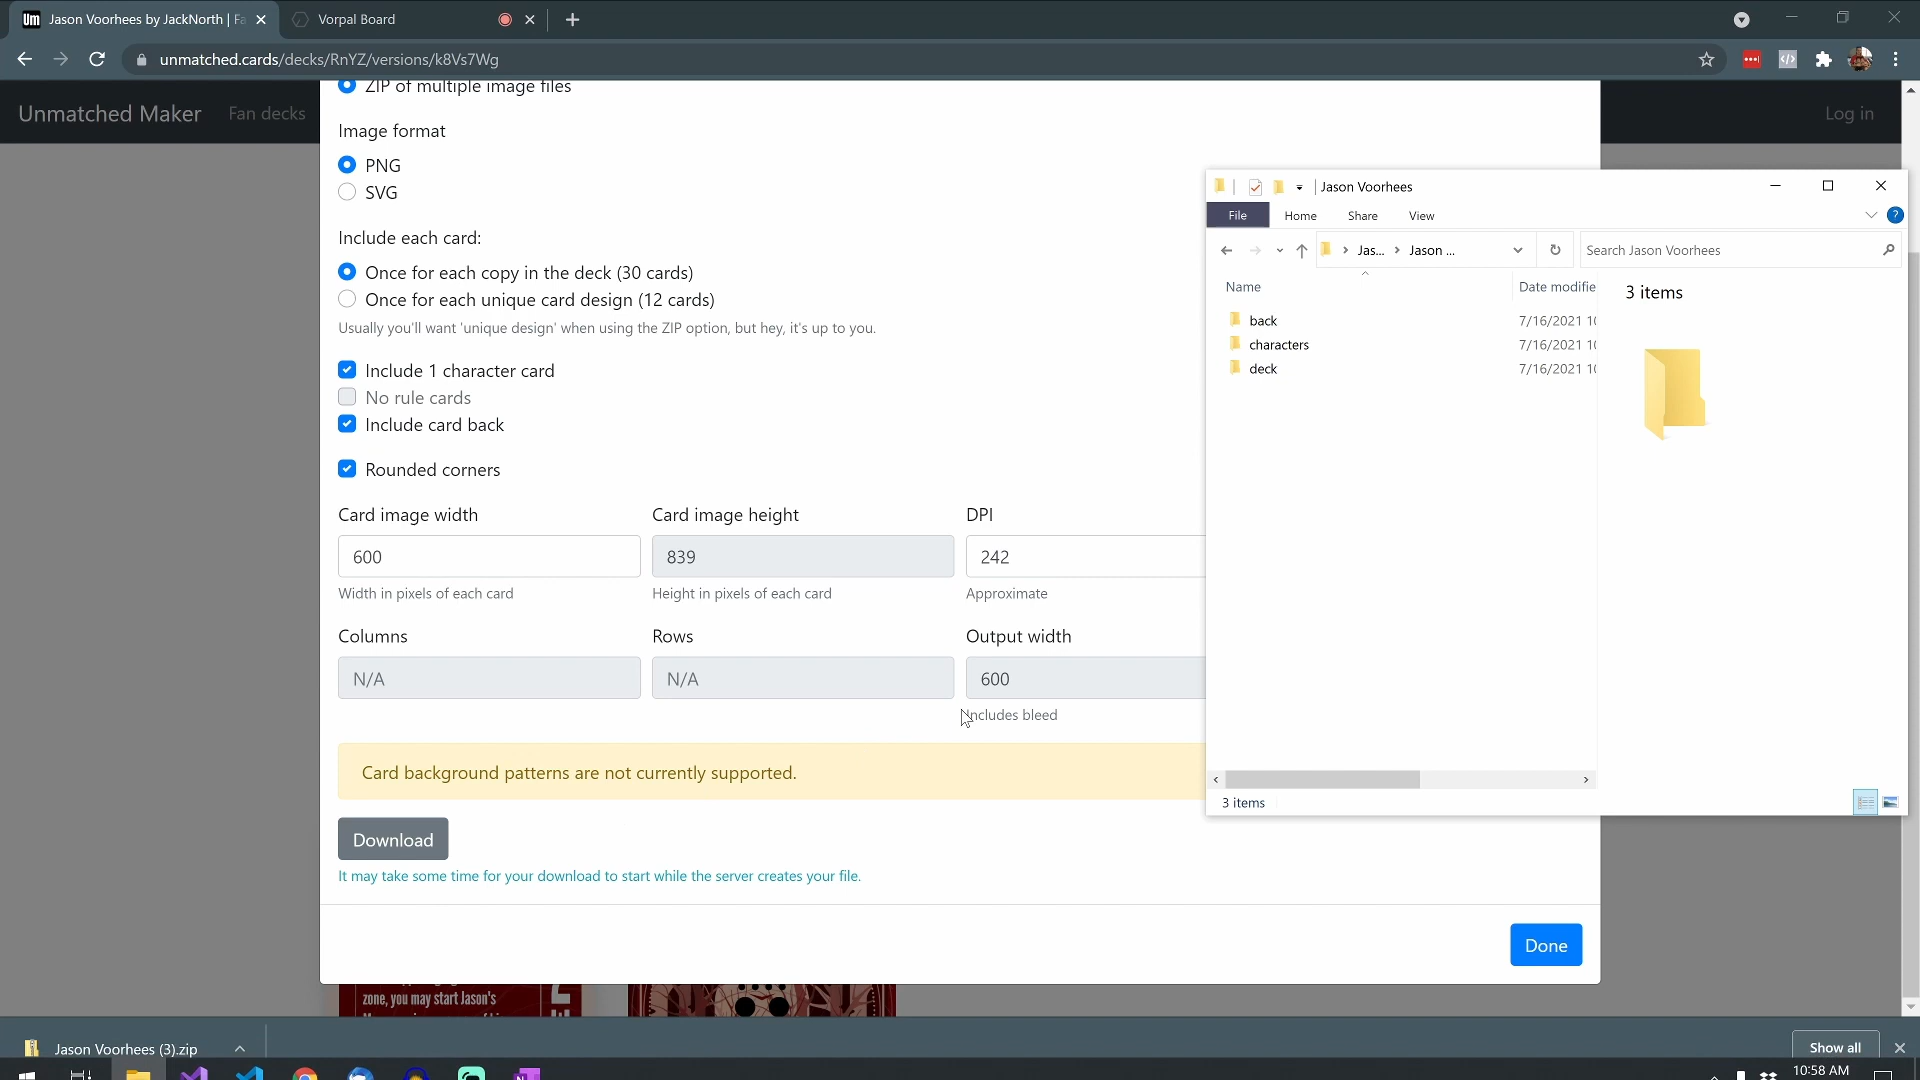 Um Jason Voorhees by JackNorth | Fa
Vorpal Board
unmatched.cards/decks/RnYZ/versions/k8Vs7Wg
Unmatched Maker
Fan decks
Log in
ZIP of multiple image files
Image format
PNG
SVG
Include each card:
Once for each copy in the deck (30 cards)
Once for each unique card design (12 cards)
Usually you'll want 'unique design' when using the ZIP option, but hey, it's up to you.
Include 1 character card
No rule cards
Include card back
Rounded corners
Card image width
Card image height
DPI
600
839
242
Width in pixels of each card
Height in pixels of each card
Approximate
Columns
Rows
Output width
N/A
N/A
600
Includes bleed
Card background patterns are not currently supported.
Download
It may take some time for your download to start while the server creates your file.
Done
Jason Voorhees
File
Home
Share
View
Jas...
Jason ...
Search Jason Voorhees
Name
Date modifie
3 items
back
7/16/2021 10
characters
7/16/2021 10
deck
7/16/2021 10
3 items
zone, you may start Jason's
Jason Voorhees (3).zip
Show all
10:58 AM